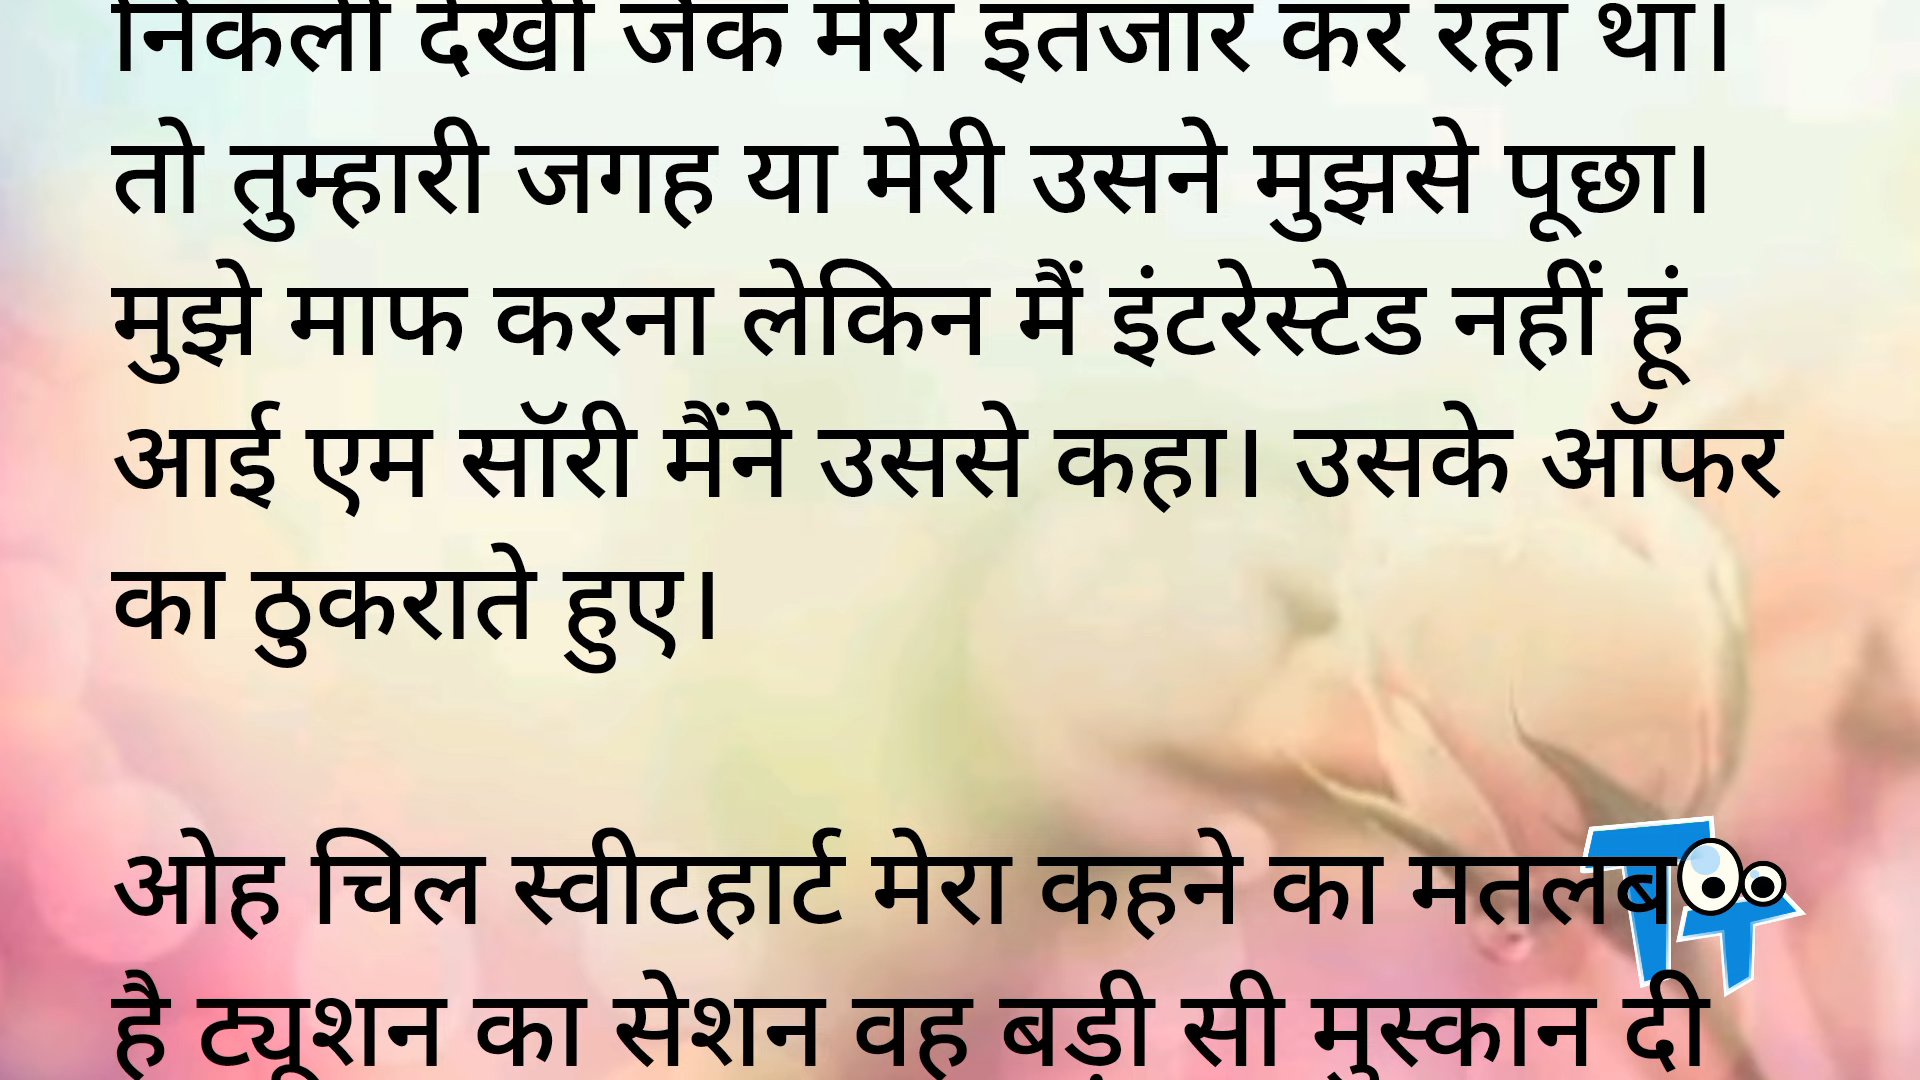 निकली देखी जैक मेरा इंतजार कर रहा था।
तो तुम्हारी जगह या मेरी उसने मुझसे पूछा।
मुझे माफ करना लेकिन मैं इंटरेस्टेड नहीं हूं
आई एम सॉरी मैंने उससे कहा। उसके ऑफर
का ठुकराते हुए।
ओह चिल स्वीटहार्ट मेरा कहने का मतलब
है ट्यूशन का सेशन वह बड़ी सी मुस्कान दी